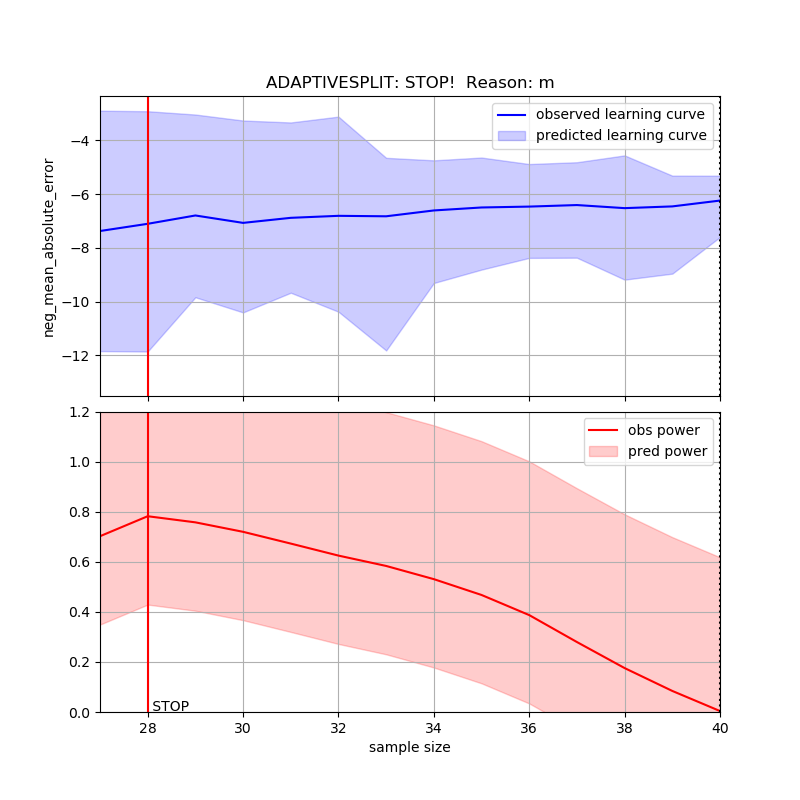 ADAPTIVESPLIT: STOP!  Reason: m
observed learning curve
predicted learning curve
neg_mean_absolute_error
−4
−6
−8
−10
−12
obs power
pred power
1.2
1.0
0.8
0.6
0.4
0.2
0.0
STOP
28 30 32 34 36 38 40
sample size